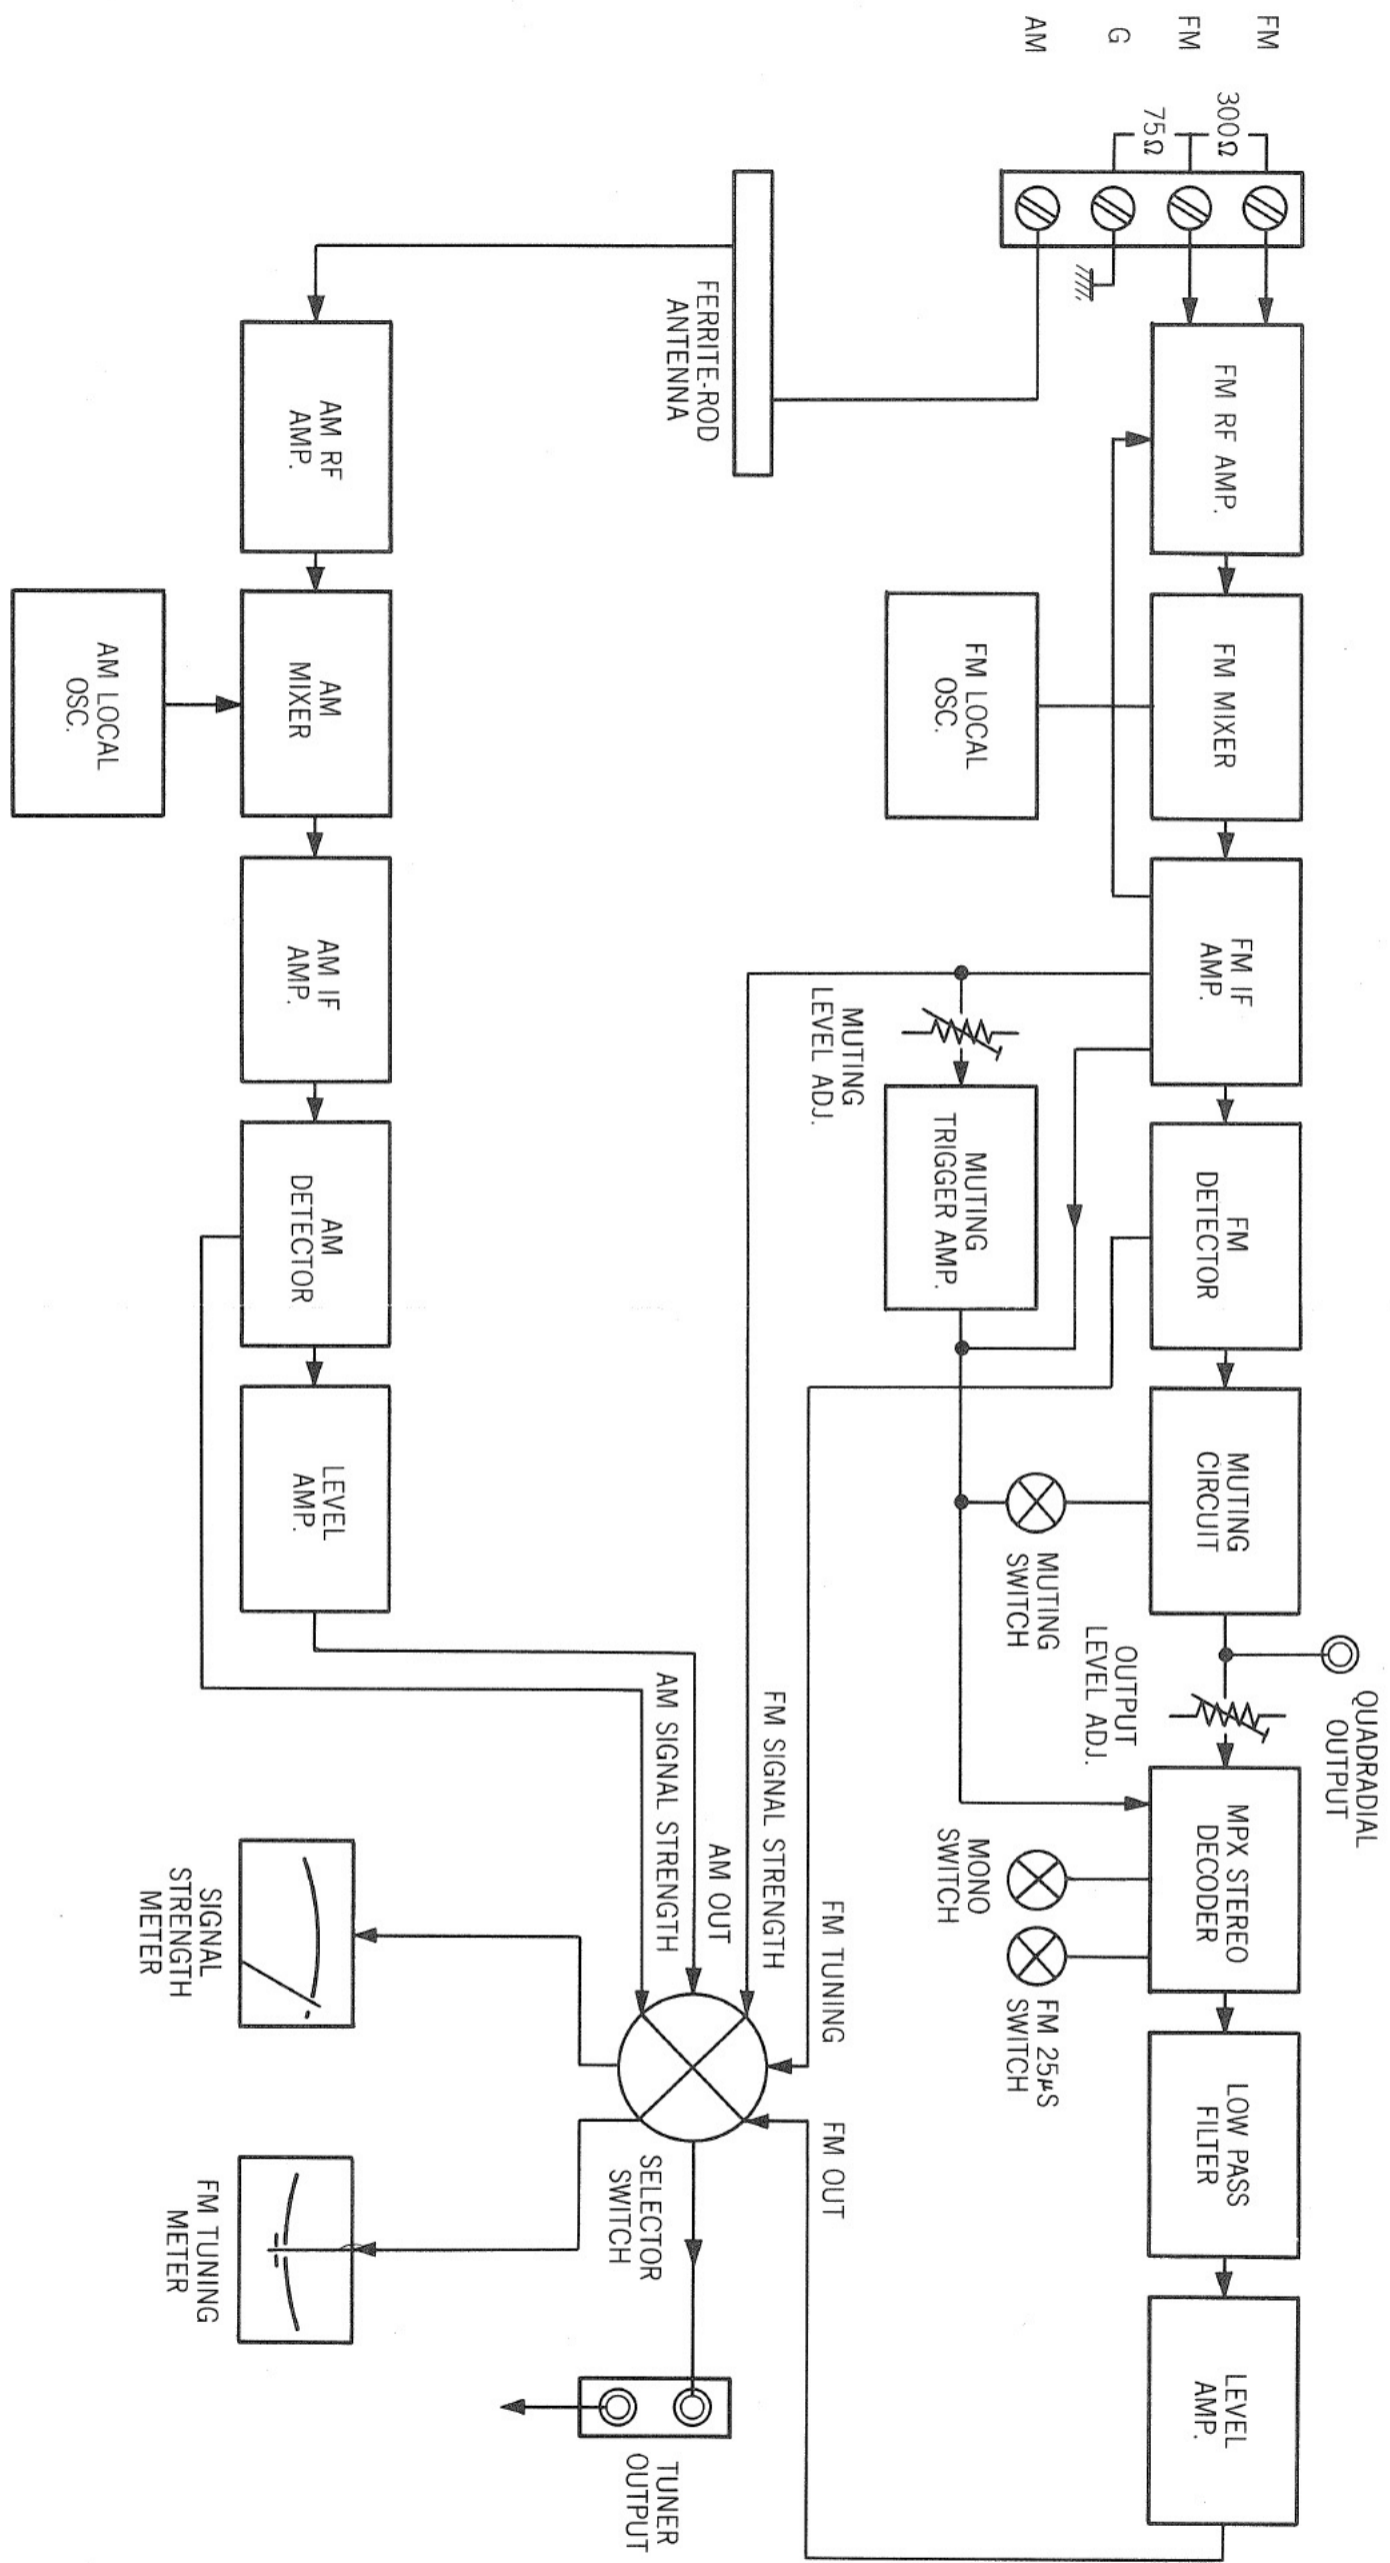 FM
FM
G
AM
300Ω
75Ω
FM RF AMP.
FM MIXER
FM IF
AMP.
FM
DETECTOR
MUTING
CIRCUIT
QUADRADIAL
OUTPUT
OUTPUT
LEVEL ADJ.
MPX STEREO
DECODER
LOW PASS
FILTER
LEVEL
AMP.
FM LOCAL
OSC.
MUTING
LEVEL ADJ.
MUTING
TRIGGER AMP.
MUTING
SWITCH
MONO
SWITCH
FM 25µS
SWITCH
FERRITE-ROD
ANTENNA
FM TUNING
FM OUT
FM SIGNAL STRENGTH
AM OUT
AM SIGNAL STRENGTH
SELECTOR
SWITCH
TUNER
OUTPUT
AM RF
AMP.
AM
MIXER
AM IF
AMP.
AM
DETECTOR
LEVEL
AMP.
SIGNAL
STRENGTH
METER
FM TUNING
METER
AM LOCAL
OSC.